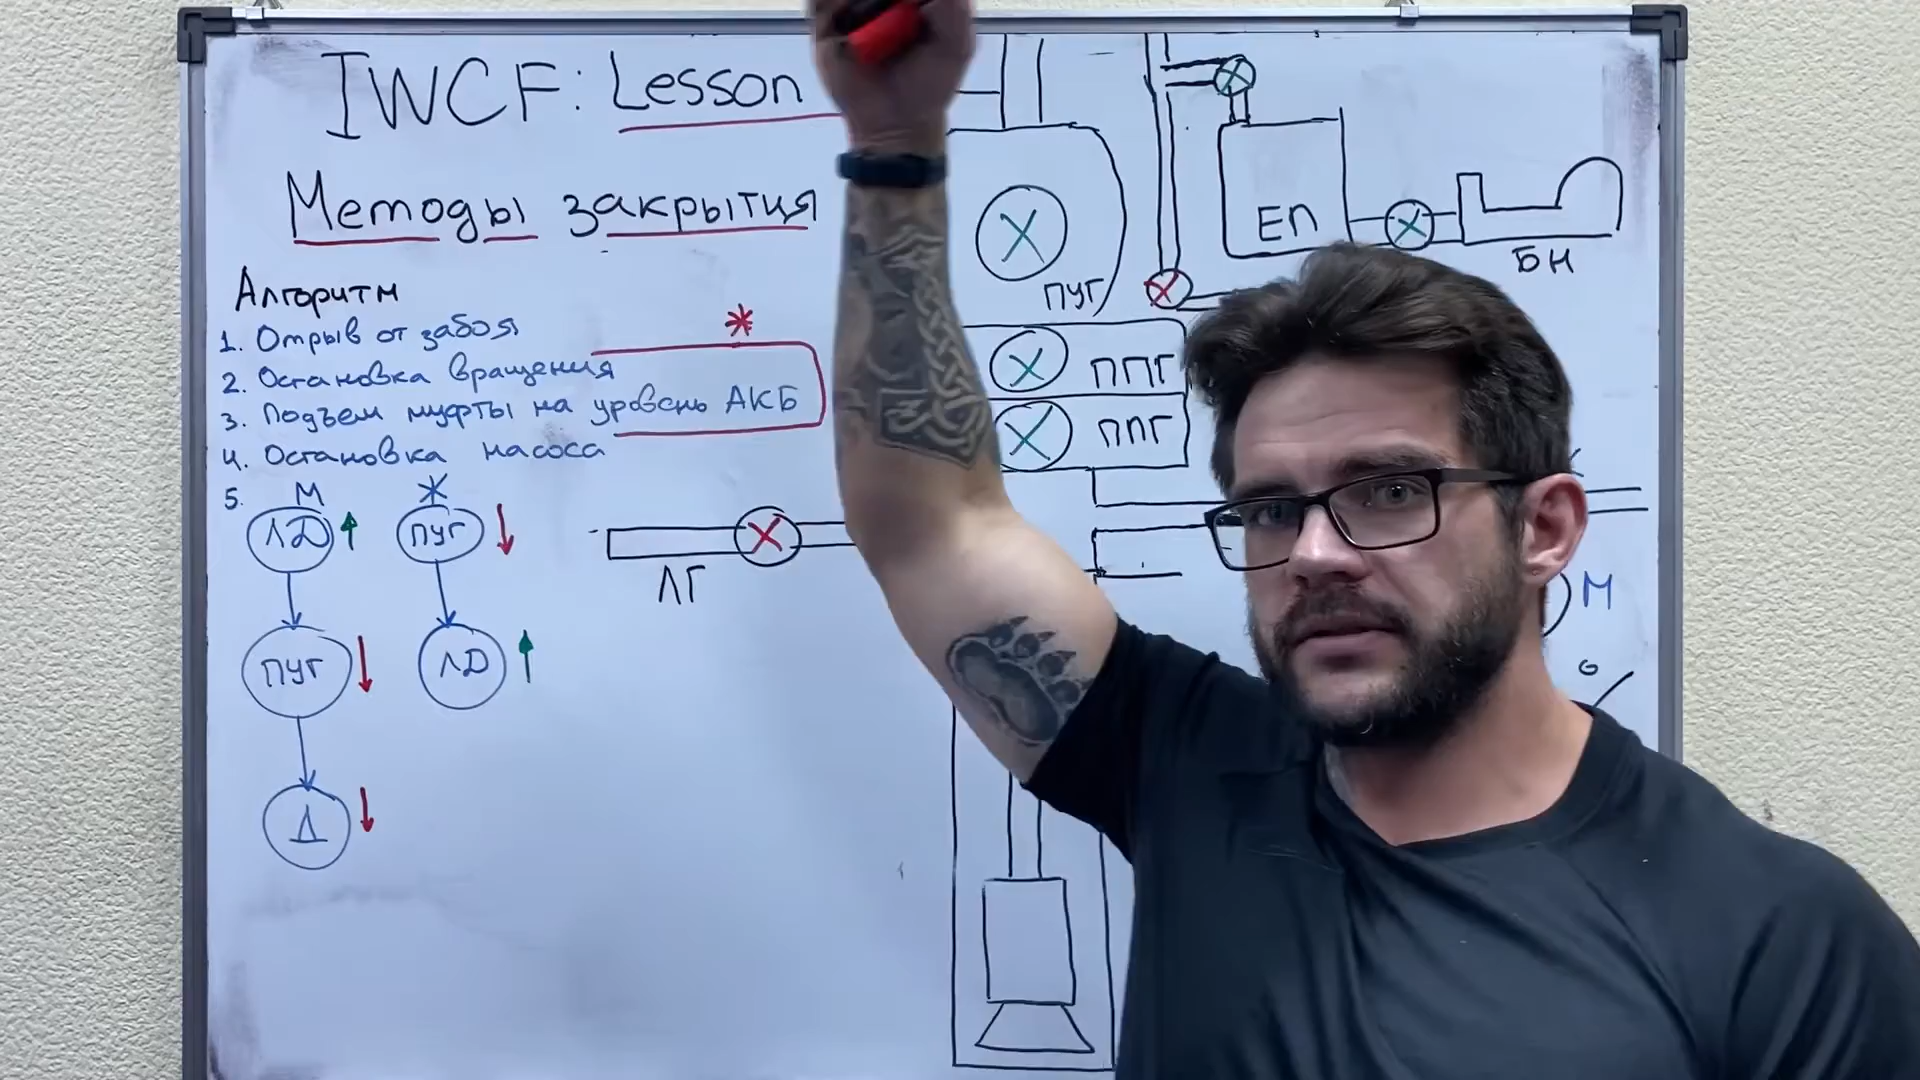 IWCF: Lesson
Методы закрытия
Алгоритм
1. Отрыв от забоя
2. Остановка вращения
3. Подъем муфты на уровень АКБ
4. Остановка насоса
5. М Ж
ЛД ПУГ
ПУГ ЛД
Д
ЛГ
ПУГ
ППГ
ППГ
ЕП
БН
М